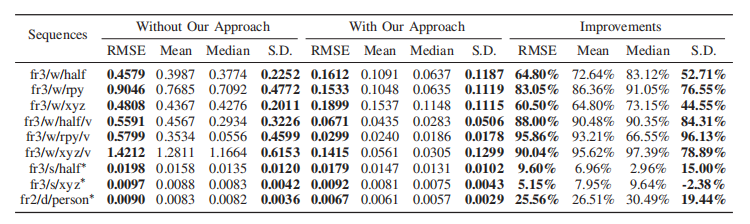 Sequences Without Our Approach With Our Approach Improvements
RMSE Mean Median S.D. RMSE Mean Median S.D. RMSE Mean Median S.D.
fr3/w/half 0.4579 0.3987 0.3774 0.2252 0.1612 0.1091 0.0637 0.1187 64.80% 72.64% 83.12% 52.71%
fr3/w/rpy 0.9046 0.7685 0.7092 0.4772 0.1533 0.1048 0.0635 0.1119 83.05% 86.36% 91.05% 76.55%
fr3/w/xyz 0.4808 0.4367 0.4276 0.2011 0.1899 0.1537 0.1148 0.1115 60.50% 64.80% 73.15% 44.55%
fr3/w/half/v 0.5591 0.4567 0.2934 0.3226 0.0671 0.0435 0.0283 0.0506 88.00% 90.48% 90.35% 84.31%
fr3/w/rpy/v 0.5799 0.3534 0.0556 0.4599 0.0299 0.0240 0.0186 0.0178 95.86% 93.21% 66.55% 96.13%
fr3/w/xyz/v 1.4212 1.2811 1.1664 0.6153 0.1415 0.0561 0.0305 0.1299 90.04% 95.62% 97.39% 78.89%
fr3/s/half* 0.0198 0.0158 0.0135 0.0120 0.0179 0.0147 0.0131 0.0102 9.60% 6.96% 2.96% 15.00%
fr3/s/xyz* 0.0097 0.0088 0.0083 0.0042 0.0092 0.0081 0.0075 0.0043 5.15% 7.95% 9.64% -2.38%
fr2/d/person* 0.0090 0.0083 0.0082 0.0036 0.0067 0.0061 0.0057 0.0029 25.56% 26.51% 30.49% 19.44%